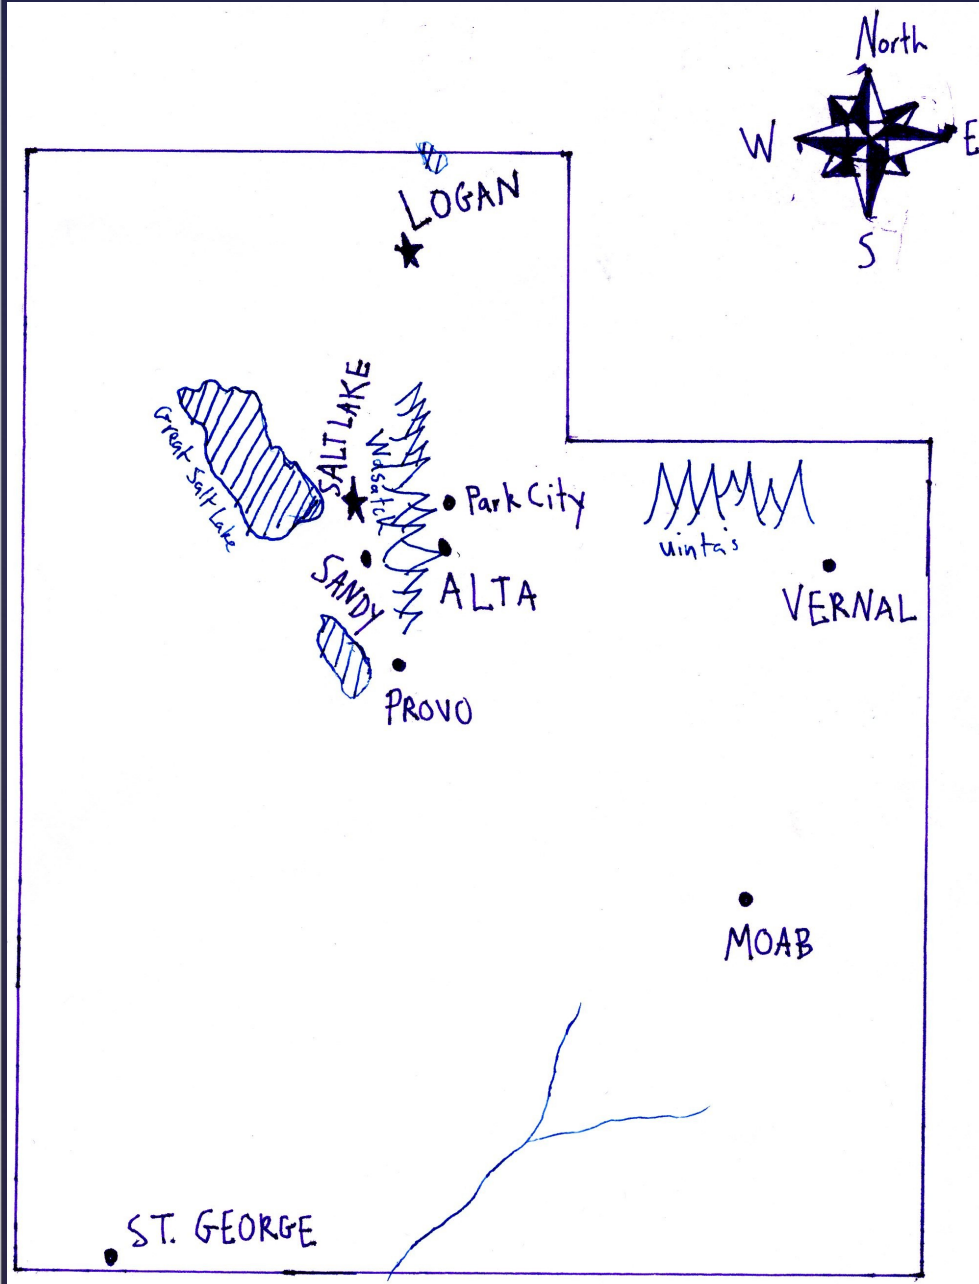 North
W
E
S
LOGAN
SALT LAKE
Great Salt Lake
Wasatch
Park City
uinta's
SANDY
ALTA
VERNAL
PROVO
MOAB
ST. GEORGE